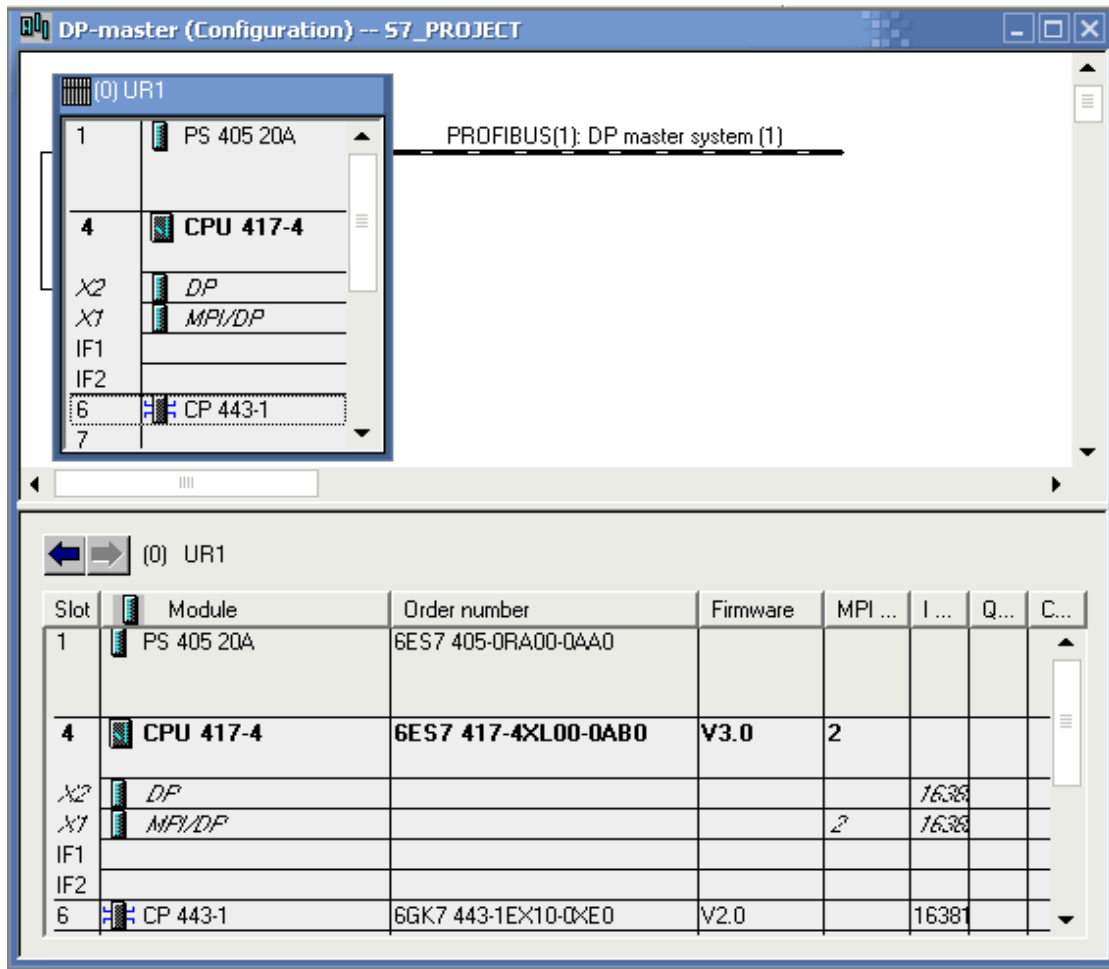 DP-master (Configuration) -- S7_PROJECT
(0) UR1
1 PS 405 20A
PROFIBUS(1): DP master system (1)
4 CPU 417-4
X2 DP
X1 MPI/DP
IF1
IF2
6 CP 443-1
7
(0) UR1
Slot Module Order number Firmware MPI ... I ... Q... C...
1 PS 405 20A 6ES7 405-0RA00-0AA0
4 CPU 417-4 6ES7 417-4XL00-0AB0 V3.0 2
X2 DP 1638
X1 MPI/DP 2 1638
IF1
IF2
6 CP 443-1 6GK7 443-1EX10-0XE0 V2.0 16381